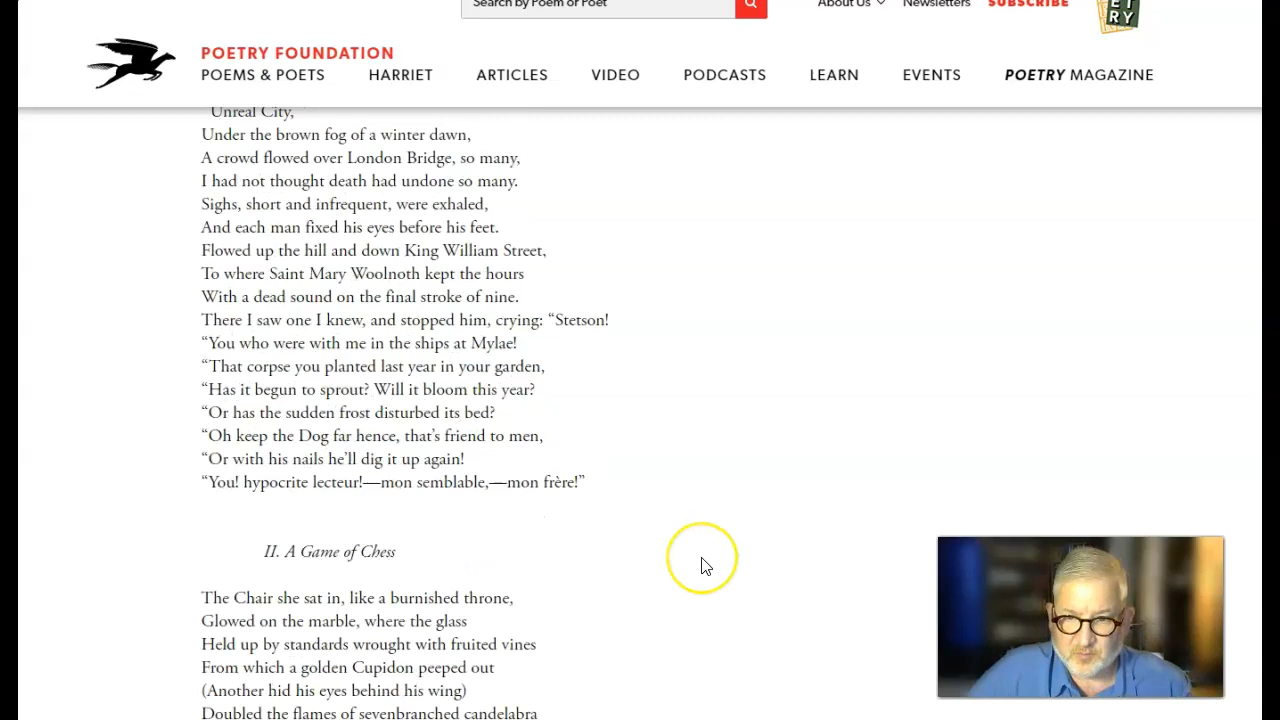 Search by Poem or Poet
About Us
Newsletters
SUBSCRIBE
ET
RY
POETRY FOUNDATION
POEMS & POETS
HARRIET
ARTICLES
VIDEO
PODCASTS
LEARN
EVENTS
POETRY MAGAZINE
Unreal City,
Under the brown fog of a winter dawn,
A crowd flowed over London Bridge, so many,
I had not thought death had undone so many.
Sighs, short and infrequent, were exhaled,
And each man fixed his eyes before his feet.
Flowed up the hill and down King William Street,
To where Saint Mary Woolnoth kept the hours
With a dead sound on the final stroke of nine.
There I saw one I knew, and stopped him, crying: “Stetson!
“You who were with me in the ships at Mylae!
“That corpse you planted last year in your garden,
“Has it begun to sprout? Will it bloom this year?
“Or has the sudden frost disturbed its bed?
“Oh keep the Dog far hence, that’s friend to men,
“Or with his nails he’ll dig it up again!
“You! hypocrite lecteur!—mon semblable,—mon frère!”
II. A Game of Chess
The Chair she sat in, like a burnished throne,
Glowed on the marble, where the glass
Held up by standards wrought with fruited vines
From which a golden Cupidon peeped out
(Another hid his eyes behind his wing)
Doubled the flames of sevenbranched candelabra